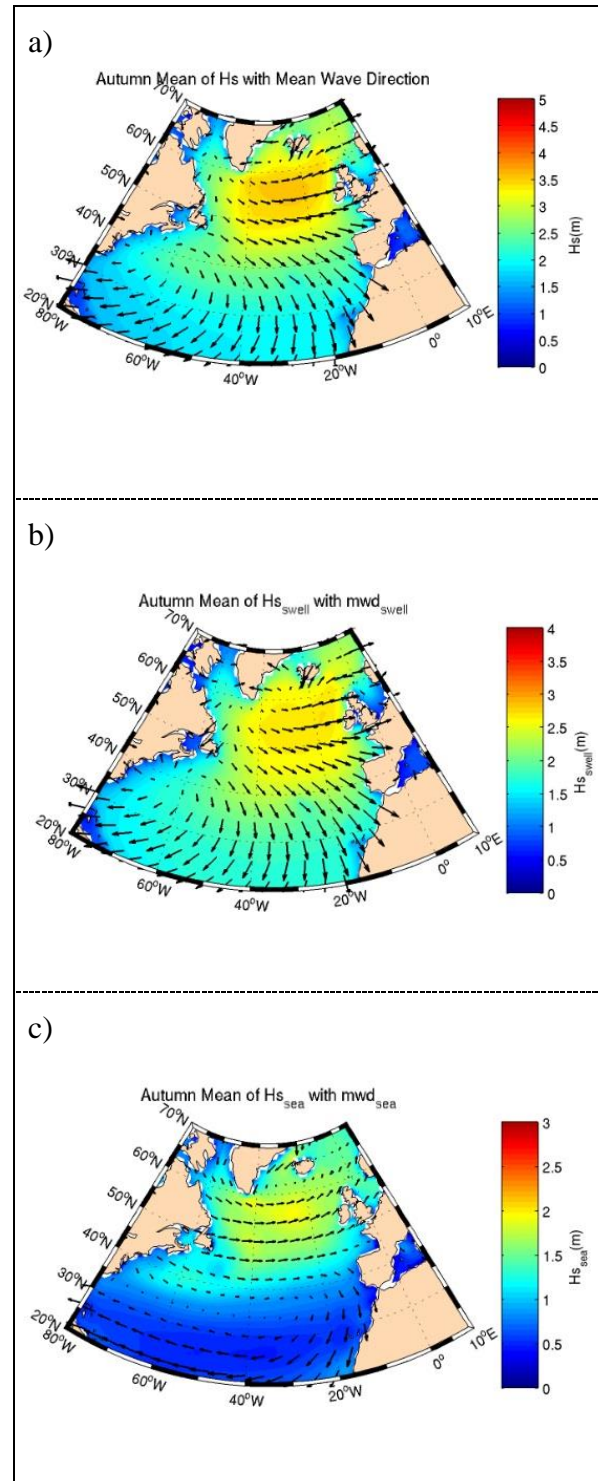 a)
Autumn Mean of Hs with Mean Wave Direction
70°N
60°N
50°N
40°N
30°N
20°N
80°W
60°W
40°W
20°W
0°
10°E
5
4.5
4
3.5
3
2.5
2
1.5
1
0.5
0
Hs(m)
b)
Autumn Mean of Hs_swell with mwd_swell
70°N
60°N
50°N
40°N
30°N
20°N
80°W
60°W
40°W
20°W
0°
10°E
4
3.5
3
2.5
2
1.5
1
0.5
0
Hs_swell(m)
c)
Autumn Mean of Hs_sea with mwd_sea
70°N
60°N
50°N
40°N
30°N
20°N
80°W
60°W
40°W
20°W
0°
10°E
3
2.5
2
1.5
1
0.5
0
Hs_sea(m)